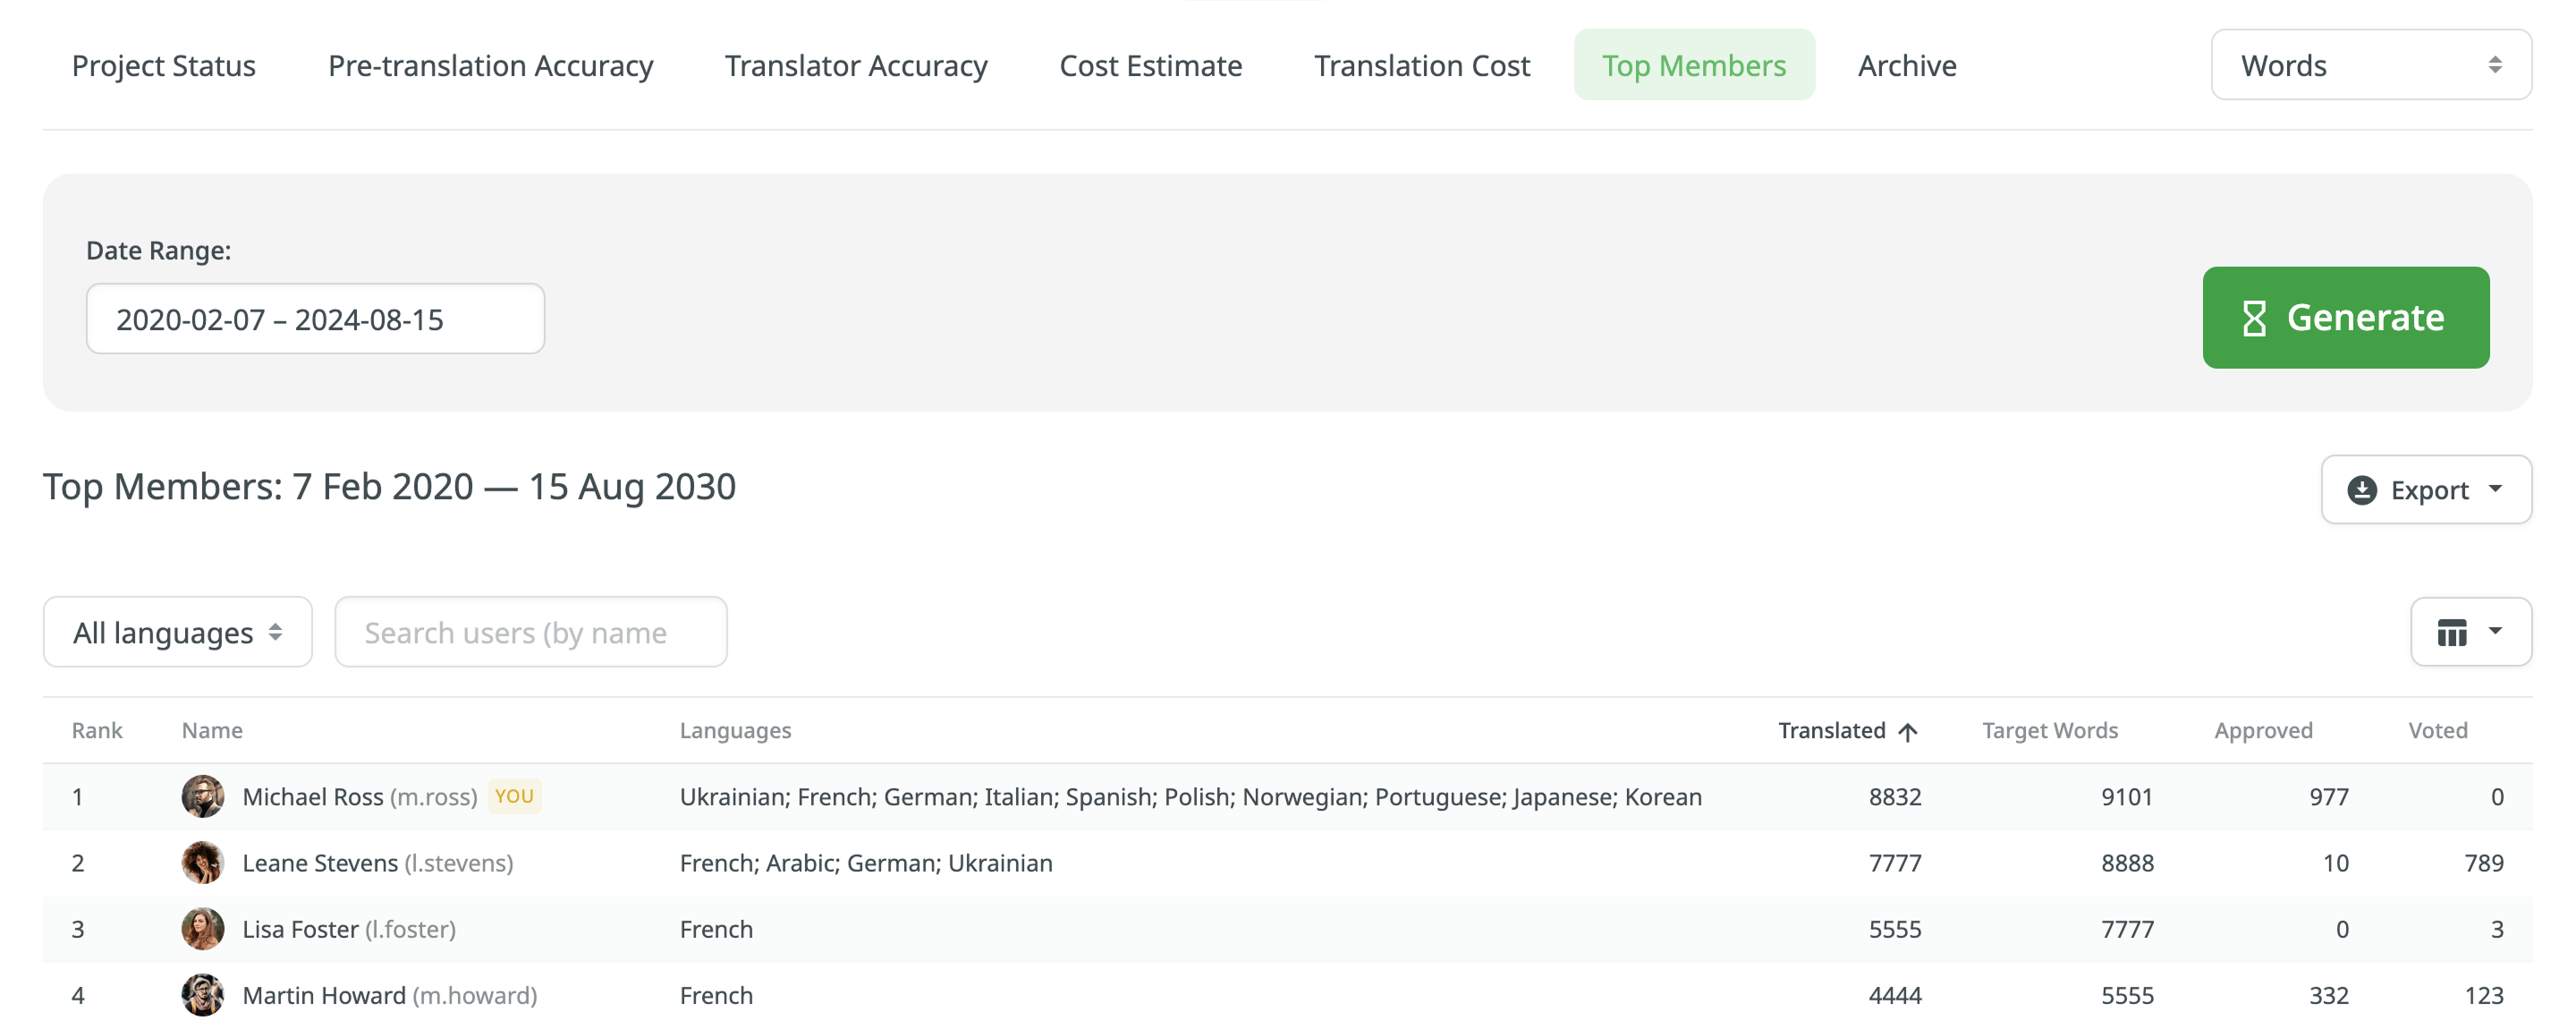 Project Status Pre-translation Accuracy Translator Accuracy Cost Estimate Translation Cost Top Members Archive Words
Date Range:
2020-02-07 – 2024-08-15
Generate
Top Members: 7 Feb 2020 — 15 Aug 2030
Export
All languages Search users (by name
Rank Name Languages Translated Target Words Approved Voted
1 Michael Ross (m.ross) YOU Ukrainian; French; German; Italian; Spanish; Polish; Norwegian; Portuguese; Japanese; Korean 8832 9101 977 0
2 Leane Stevens (l.stevens) French; Arabic; German; Ukrainian 7777 8888 10 789
3 Lisa Foster (l.foster) French 5555 7777 0 3
4 Martin Howard (m.howard) French 4444 5555 332 123